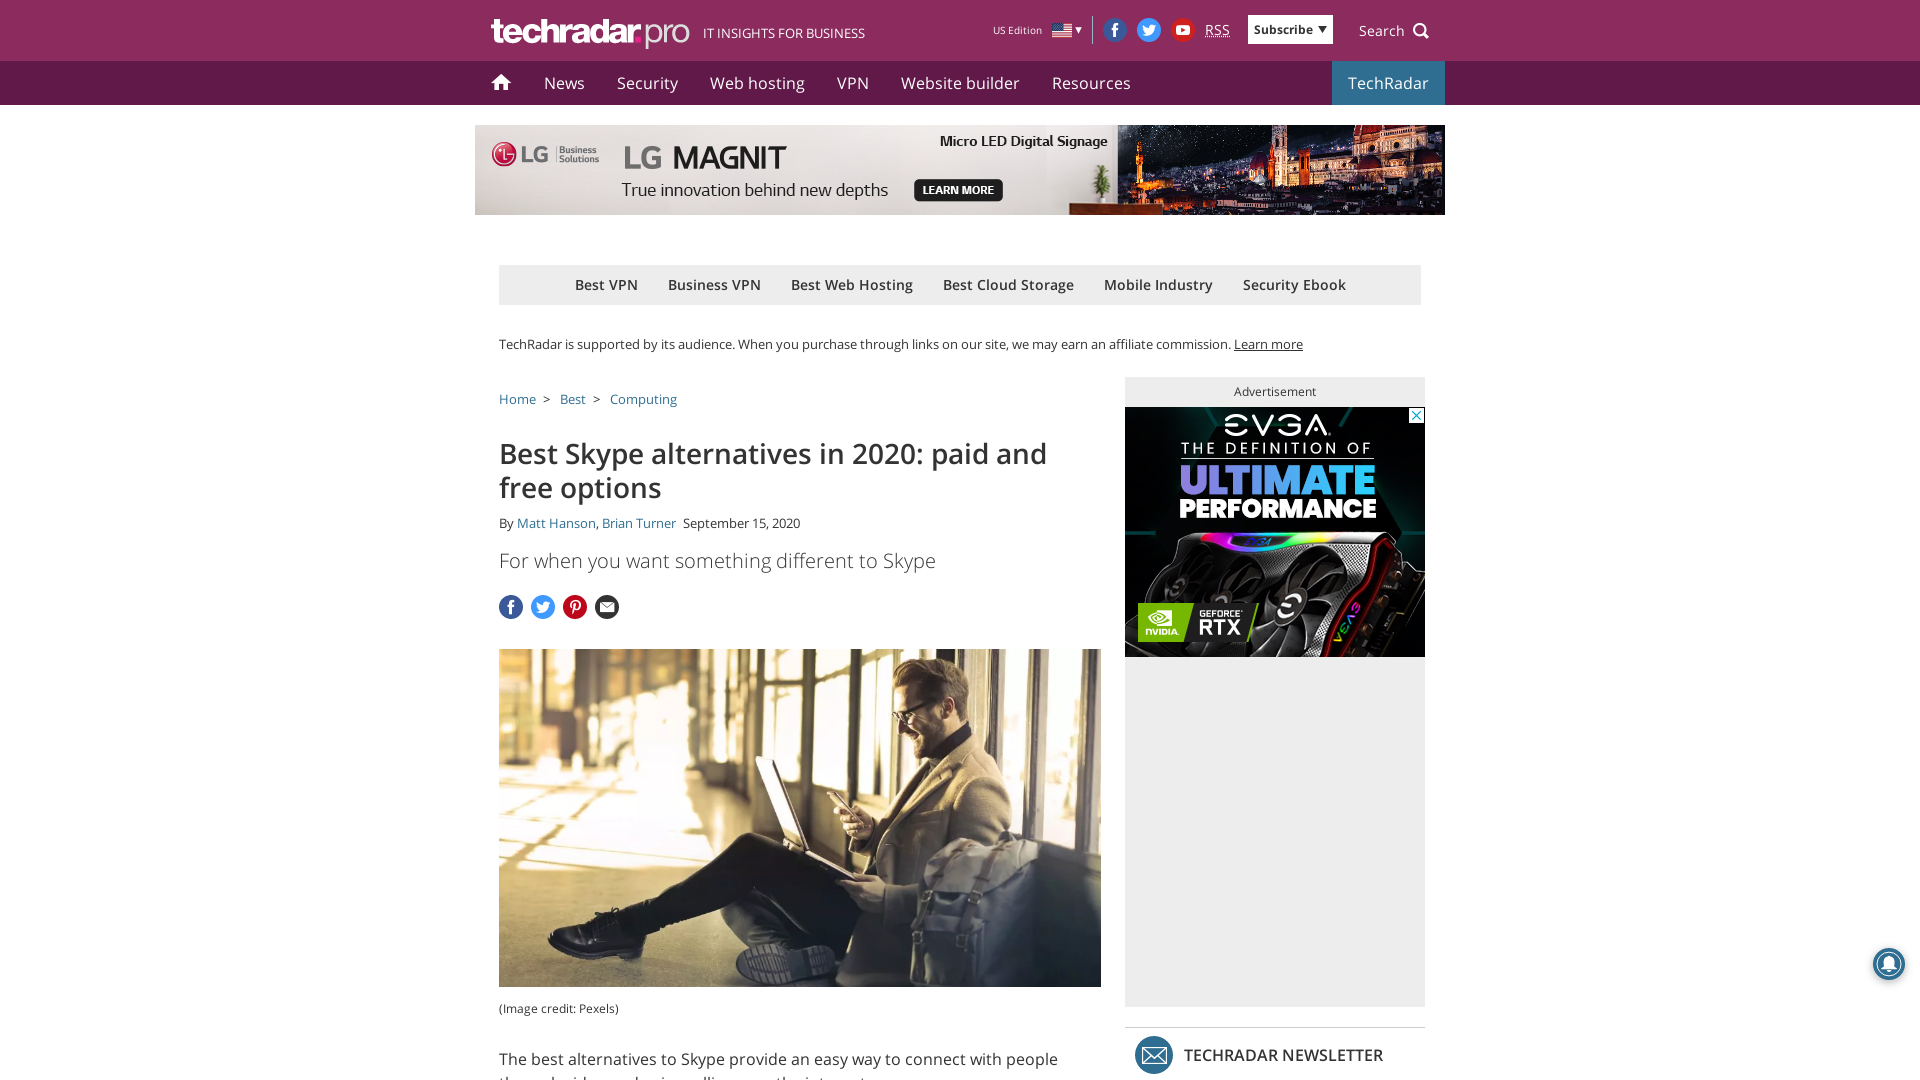 techradar.pro IT INSIGHTS FOR BUSINESS
US Edition
RSS
Subscribe
Search
News
Security
Web hosting
VPN
Website builder
Resources
TechRadar
LG Business Solutions
LG MAGNIT
True innovation behind new depths
LEARN MORE
Micro LED Digital Signage
Best VPN
Business VPN
Best Web Hosting
Best Cloud Storage
Mobile Industry
Security Ebook
TechRadar is supported by its audience. When you purchase through links on our site, we may earn an affiliate commission. Learn more
Home > Best > Computing
Best Skype alternatives in 2020: paid and
free options
By Matt Hanson, Brian Turner September 15, 2020
For when you want something different to Skype
(Image credit: Pexels)
The best alternatives to Skype provide an easy way to connect with people
Advertisement
EVGA
THE DEFINITION OF
ULTIMATE
PERFORMANCE
EVGA
EVGA
NVIDIA. GEFORCE RTX
TECHRADAR NEWSLETTER